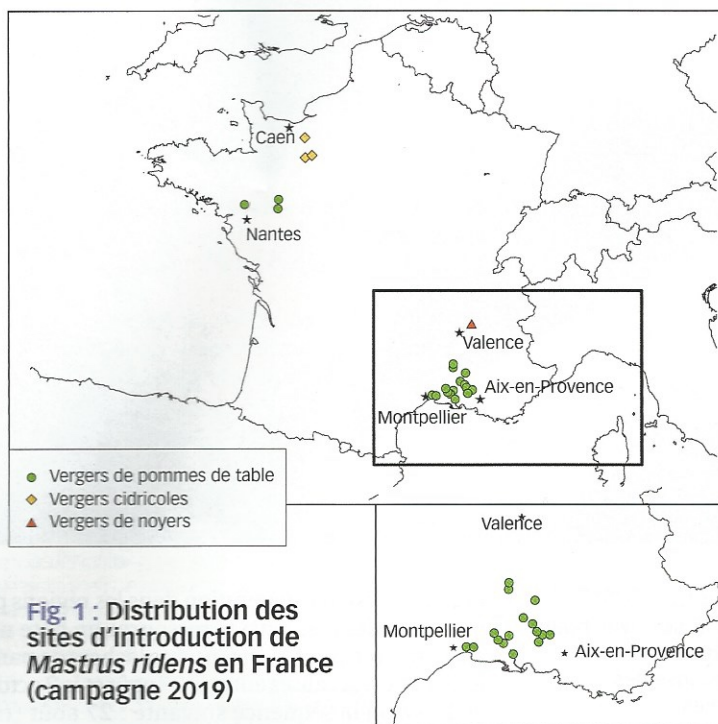 Caen
Nantes
Valence
Aix-en-Provence
Montpellier
Vergers de pommes de table
Vergers cidricoles
Vergers de noyers
Valence
Montpellier
Aix-en-Provence
Fig. 1 : Distribution des
sites d'introduction de
Mastrus ridens en France
(campagne 2019)